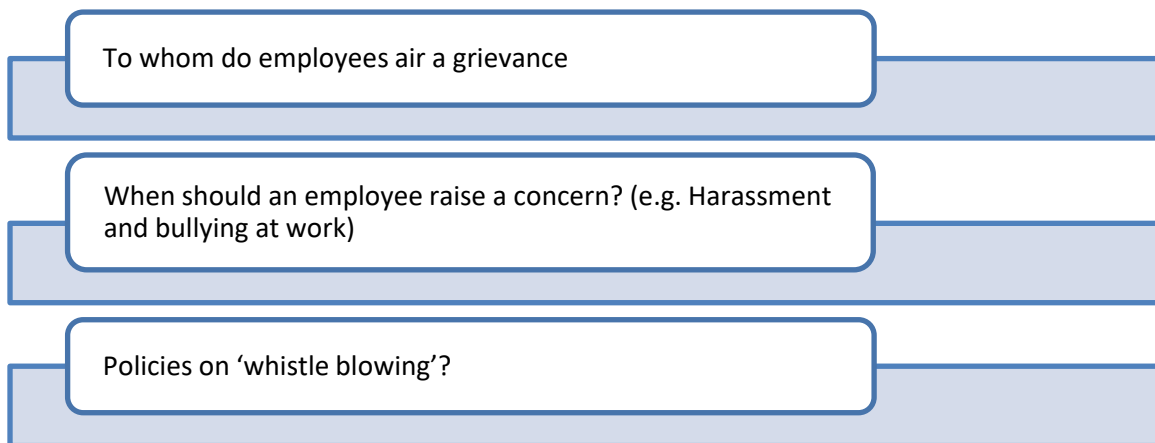 To whom do employees air a grievance
When should an employee raise a concern? (e.g. Harassment
and bullying at work)
Policies on ‘whistle blowing’?